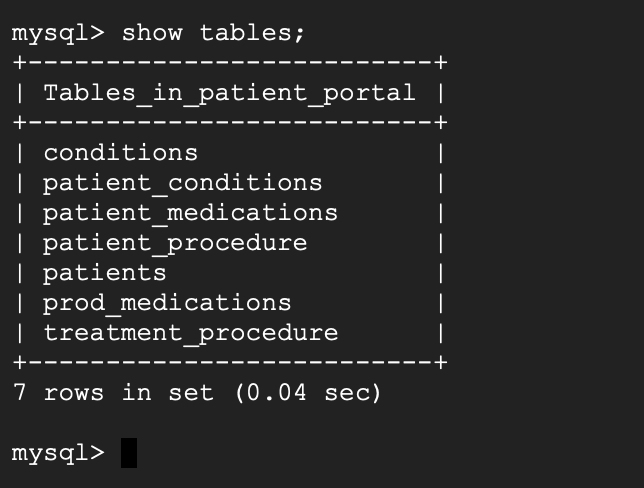 mysql> show tables;
+--------------------------+
| Tables_in_patient_portal |
+--------------------------+
| conditions               |
| patient_conditions       |
| patient_medications      |
| patient_procedure        |
| patients                 |
| prod_medications         |
| treatment_procedure      |
+--------------------------+
7 rows in set (0.04 sec)
mysql>